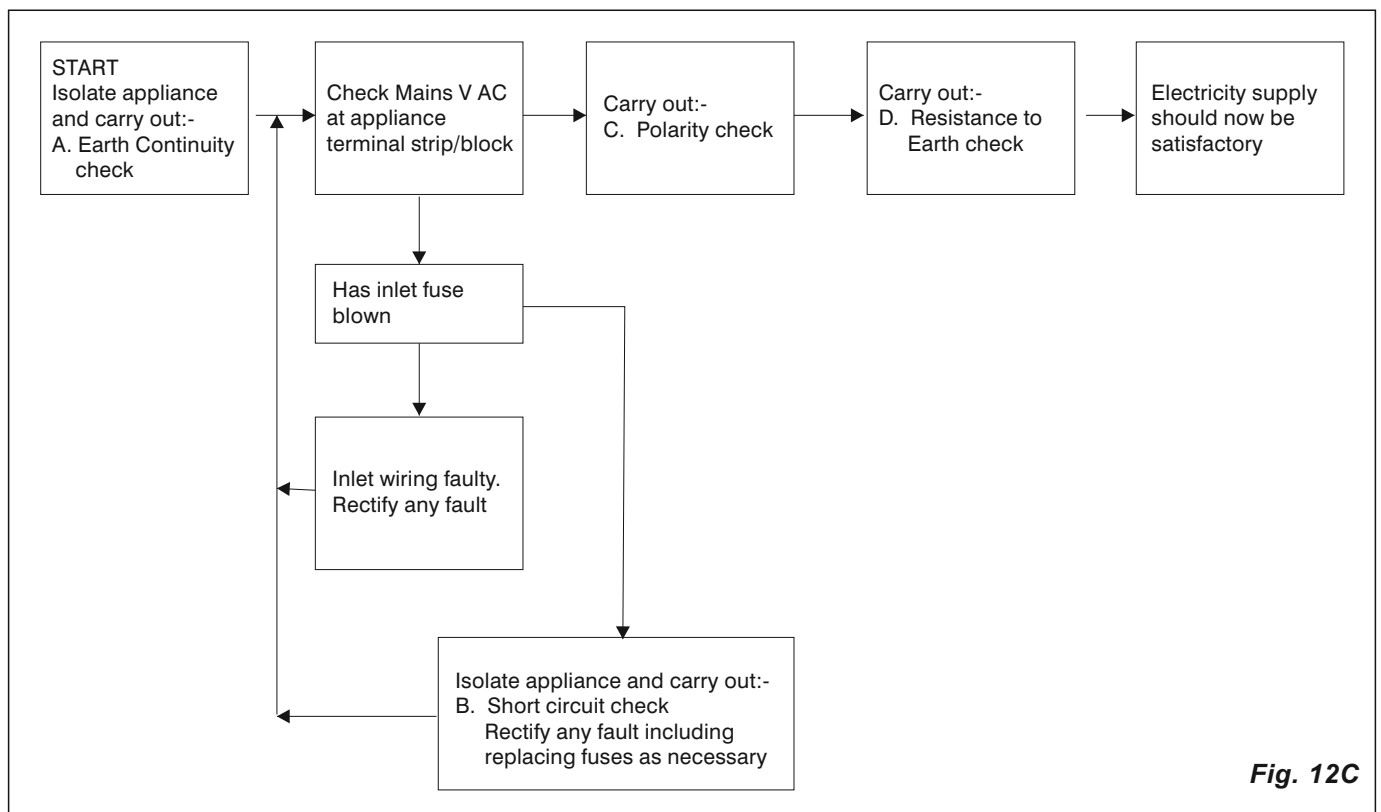 START
Isolate appliance
and carry out:-
A. Earth Continuity
check
Check Mains V AC
at appliance
terminal strip/block
Carry out:-
C. Polarity check
Carry out:-
D. Resistance to
Earth check
Electricity supply
should now be
satisfactory
Has inlet fuse
blown
Inlet wiring faulty.
Rectify any fault
Isolate appliance and carry out:-
B. Short circuit check
Rectify any fault including
replacing fuses as necessary
Fig. 12C